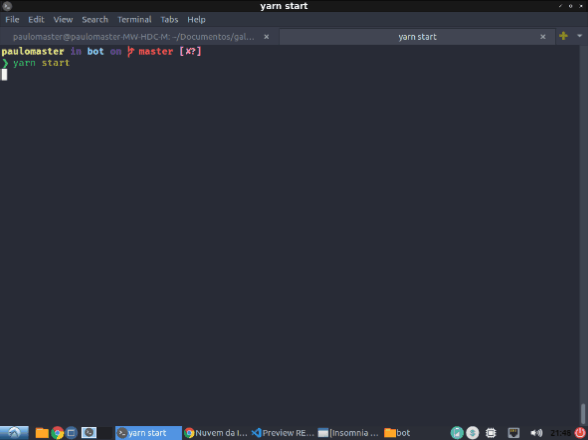 yarn start
File Edit View Search Terminal Tabs Help
paulomaster@paulomaster-MW-HDC-M: ~/Documentos/gal... × yarn start ×
paulomaster in bot on master [✘?]
❯ yarn start
yarn start Nuvem da I... Preview RE... [Insomnia ... bot 21:46